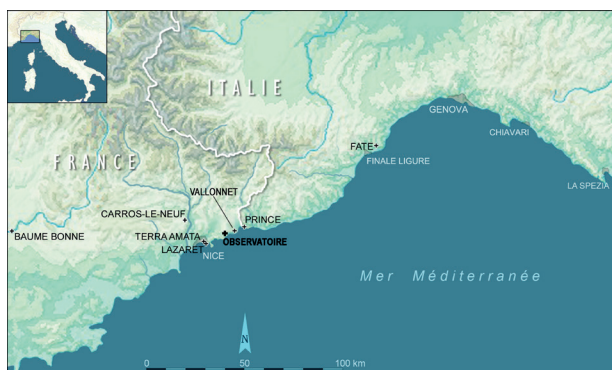 ITALIE
FRANCE
GENOVA
CHIAVARI
FATE
FINALE LIGURE
LA SPEZIA
VALLONNET
CARROS-LE-NEUF
PRINCE
BAUME BONNE
TERRA AMATA
OBSERVATOIRE
LAZARET
NICE
Mer Méditerranée
N
0 50 100 km